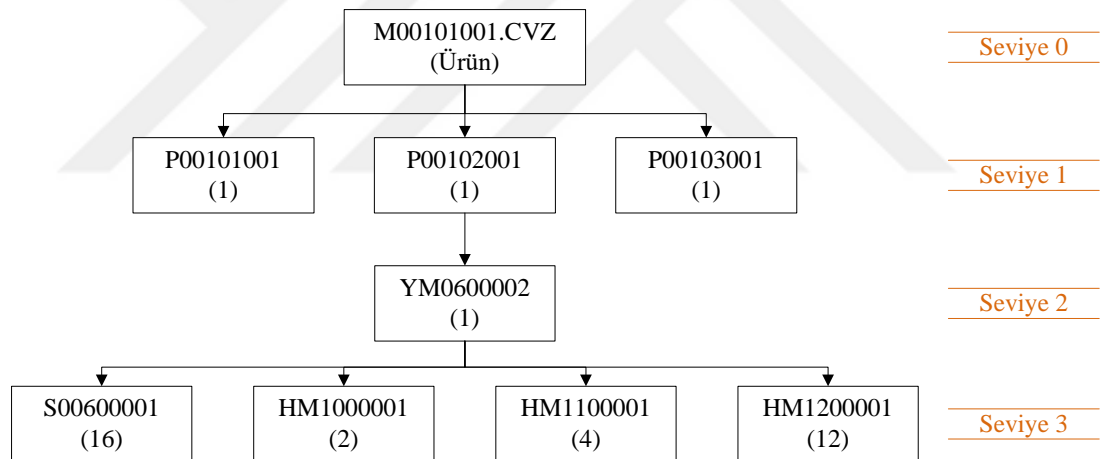 M00101001.CVZ
(Ürün)
Seviye 0
P00101001
(1)
P00102001
(1)
P00103001
(1)
Seviye 1
YM0600002
(1)
Seviye 2
S00600001
(16)
HM1000001
(2)
HM1100001
(4)
HM1200001
(12)
Seviye 3